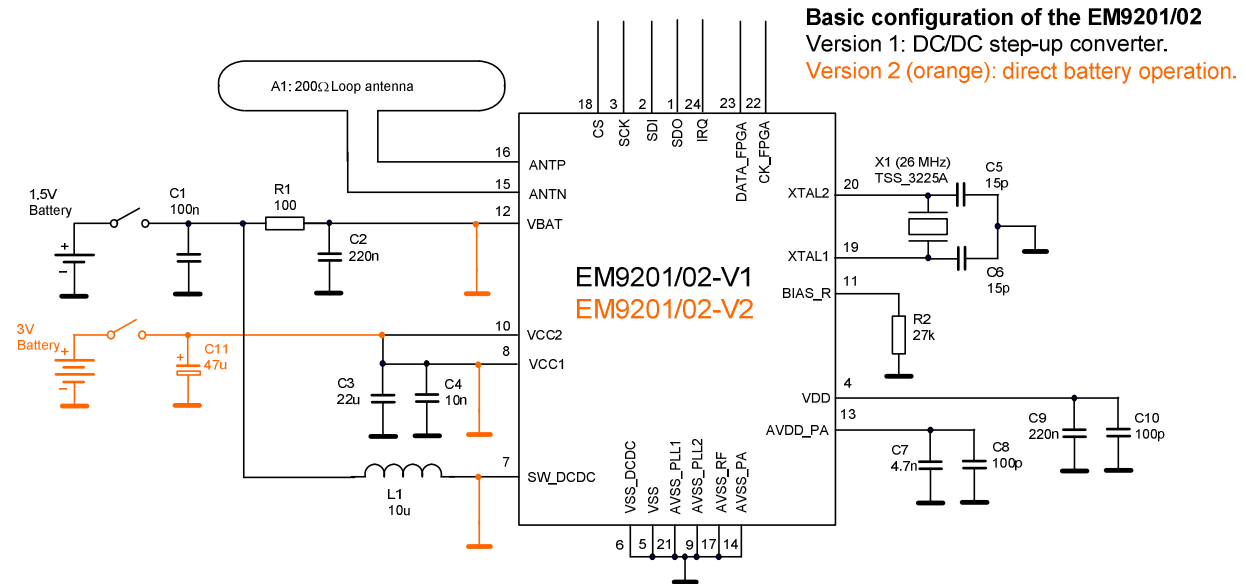 Basic configuration of the EM9201/02
Version 1: DC/DC step-up converter.
Version 2 (orange): direct battery operation.
A1: 200Ω Loop antenna
18
3
2
1
24
23
22
CS
SCK
SDI
SDO
IRQ
DATA_FPGA
CK_FPGA
16
ANTP
15
ANTN
12
VBAT
10
VCC2
8
VCC1
7
SW_DCDC
1.5V
Battery
+
−
C1
100n
R1
100
C2
220n
3V
Battery
+
−
+
C11
47u
C3
22u
C4
10n
L1
10u
EM9201/02-V1
EM9201/02-V2
XTAL2
20
XTAL1
19
BIAS_R
11
VDD
4
AVDD_PA
13
X1 (26 MHz)
TSS_3225A
C5
15p
C6
15p
R2
27k
C9
220n
C10
100p
C7
4.7n
C8
100p
VSS_DCDC
VSS
AVSS_PLL1
AVSS_PLL2
AVSS_RF
AVSS_PA
6
5
21
9
17
14